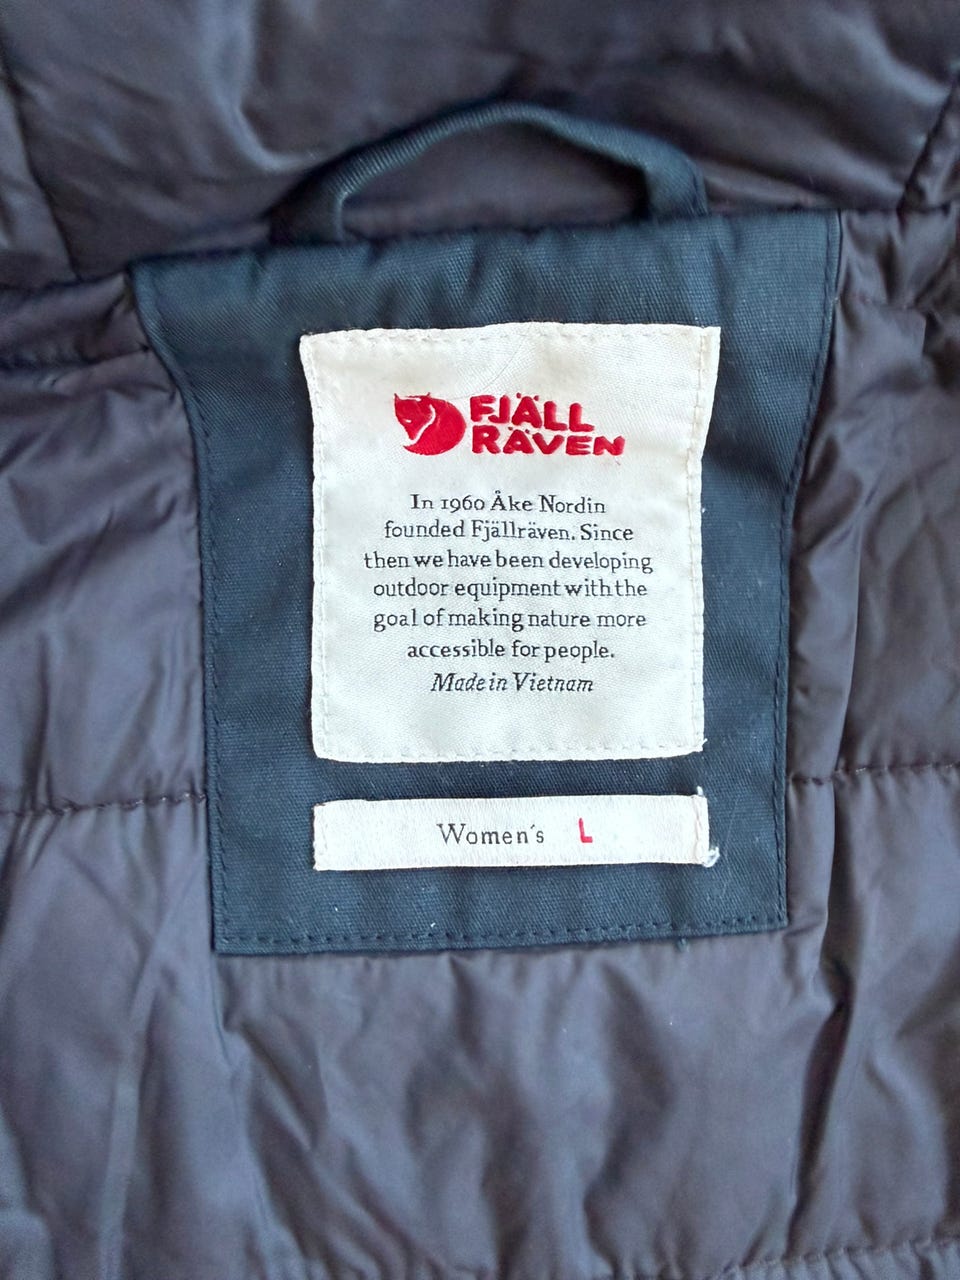 FJÄLL
RÄVEN
In 1960 Åke Nordin
founded Fjällräven. Since
then we have been developing
outdoor equipment with the
goal of making nature more
accessible for people.
Made in Vietnam
Women´s L